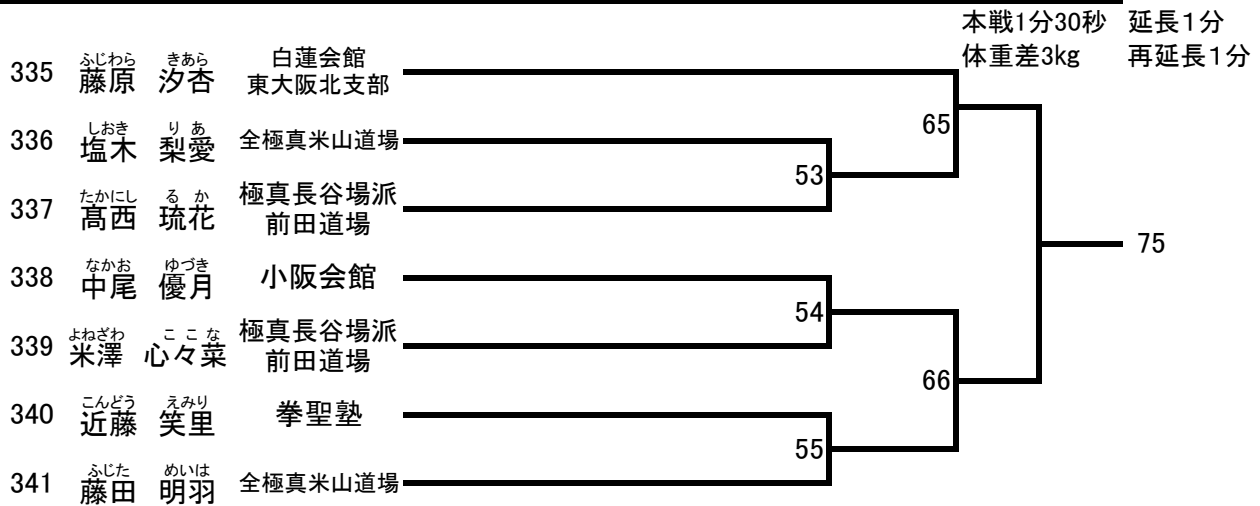 本戦1分30秒 延長1分
体重差3kg 再延長1分
ふじわら きあら
335 藤原 汐杏 白蓮会館
東大阪北支部
しおき りあ
336 塩木 梨愛 全極真米山道場
たかにし るか
337 髙西 琉花 極真長谷場派
前田道場
なかお ゆづき
338 中尾 優月 小阪会館
よねざわ ここな
339 米澤 心々菜 極真長谷場派
前田道場
こんどう えみり
340 近藤 笑里 拳聖塾
ふじた めいは
341 藤田 明羽 全極真米山道場
65
53
75
54
66
55